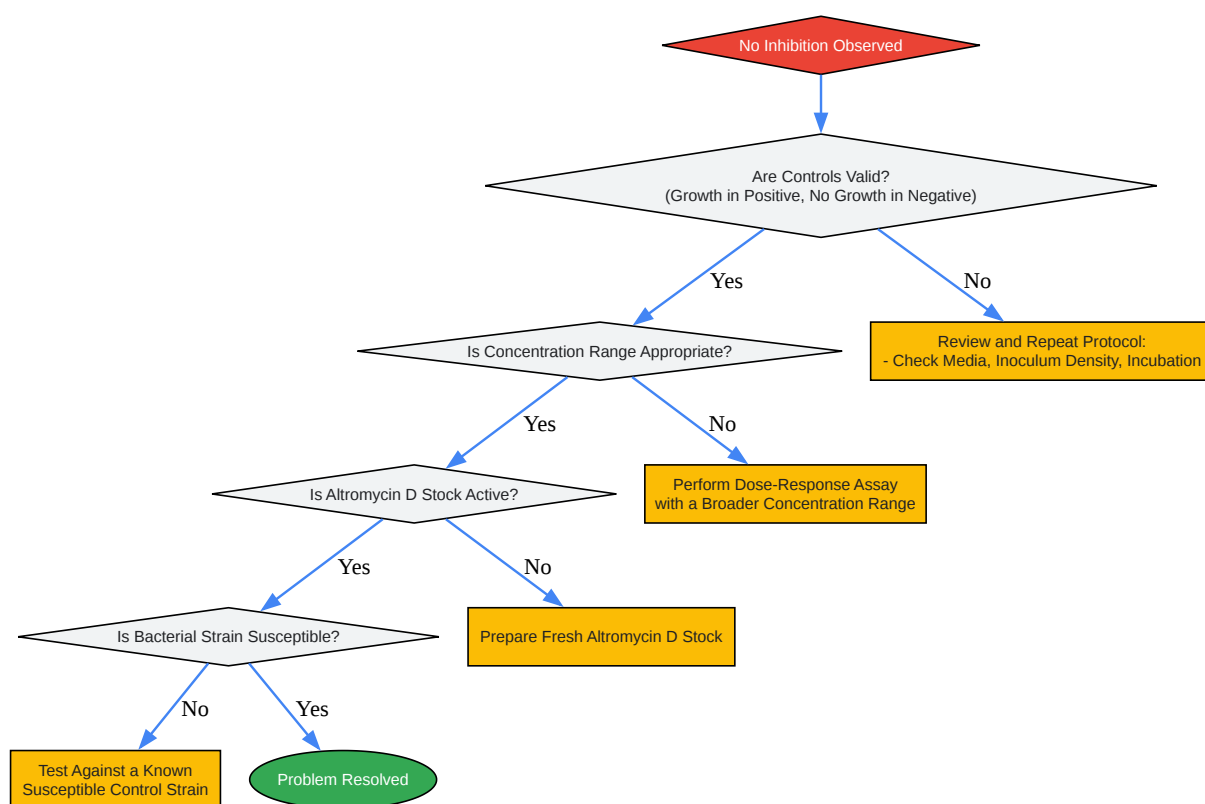 No Inhibition Observed
Are Controls Valid?
(Growth in Positive, No Growth in Negative)
Yes
No
Is Concentration Range Appropriate?
Review and Repeat Protocol:
- Check Media, Inoculum Density, Incubation
Yes
No
Is Altromycin D Stock Active?
Perform Dose-Response Assay
with a Broader Concentration Range
Yes
No
Is Bacterial Strain Susceptible?
Prepare Fresh Altromycin D Stock
No
Yes
Test Against a Known
Susceptible Control Strain
Problem Resolved